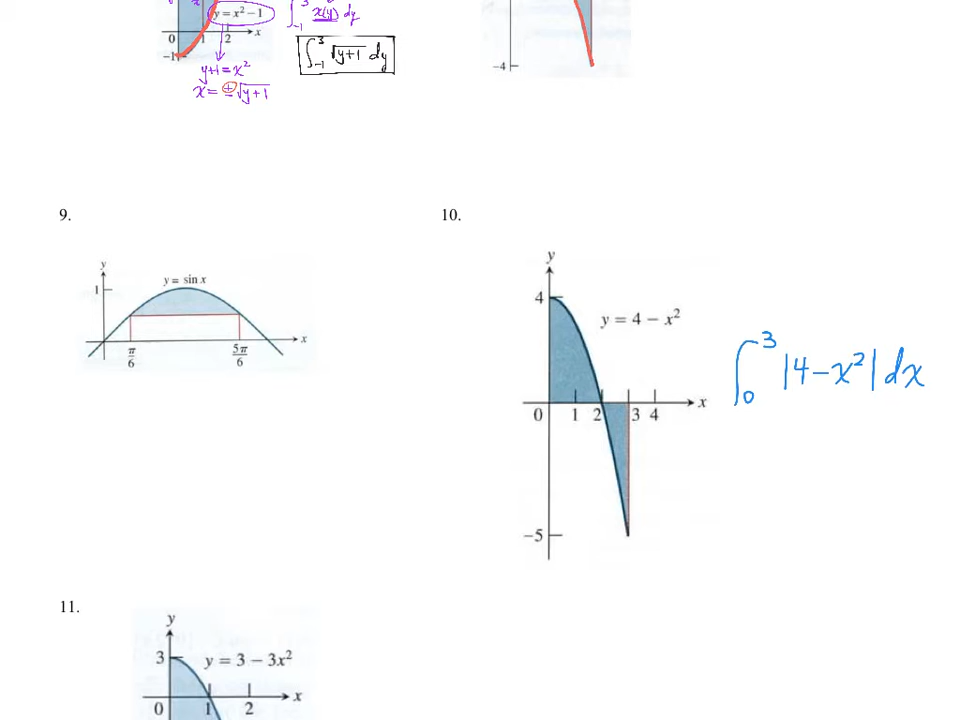 y = x² − 1
∫₋₁³ x(y) dy
0 1 2 x
−1
∫₋₁³ √(y+1) dy
y+1 = x²
x = ±√(y+1)
−4
9.
10.
y
1
y = sin x
x
π/6
5π/6
y
4
y = 4 − x²
∫₀³ |4−x²| dx
0 1 2 3 4 x
−5
11.
y
3
y = 3 − 3x²
x
0 1 2